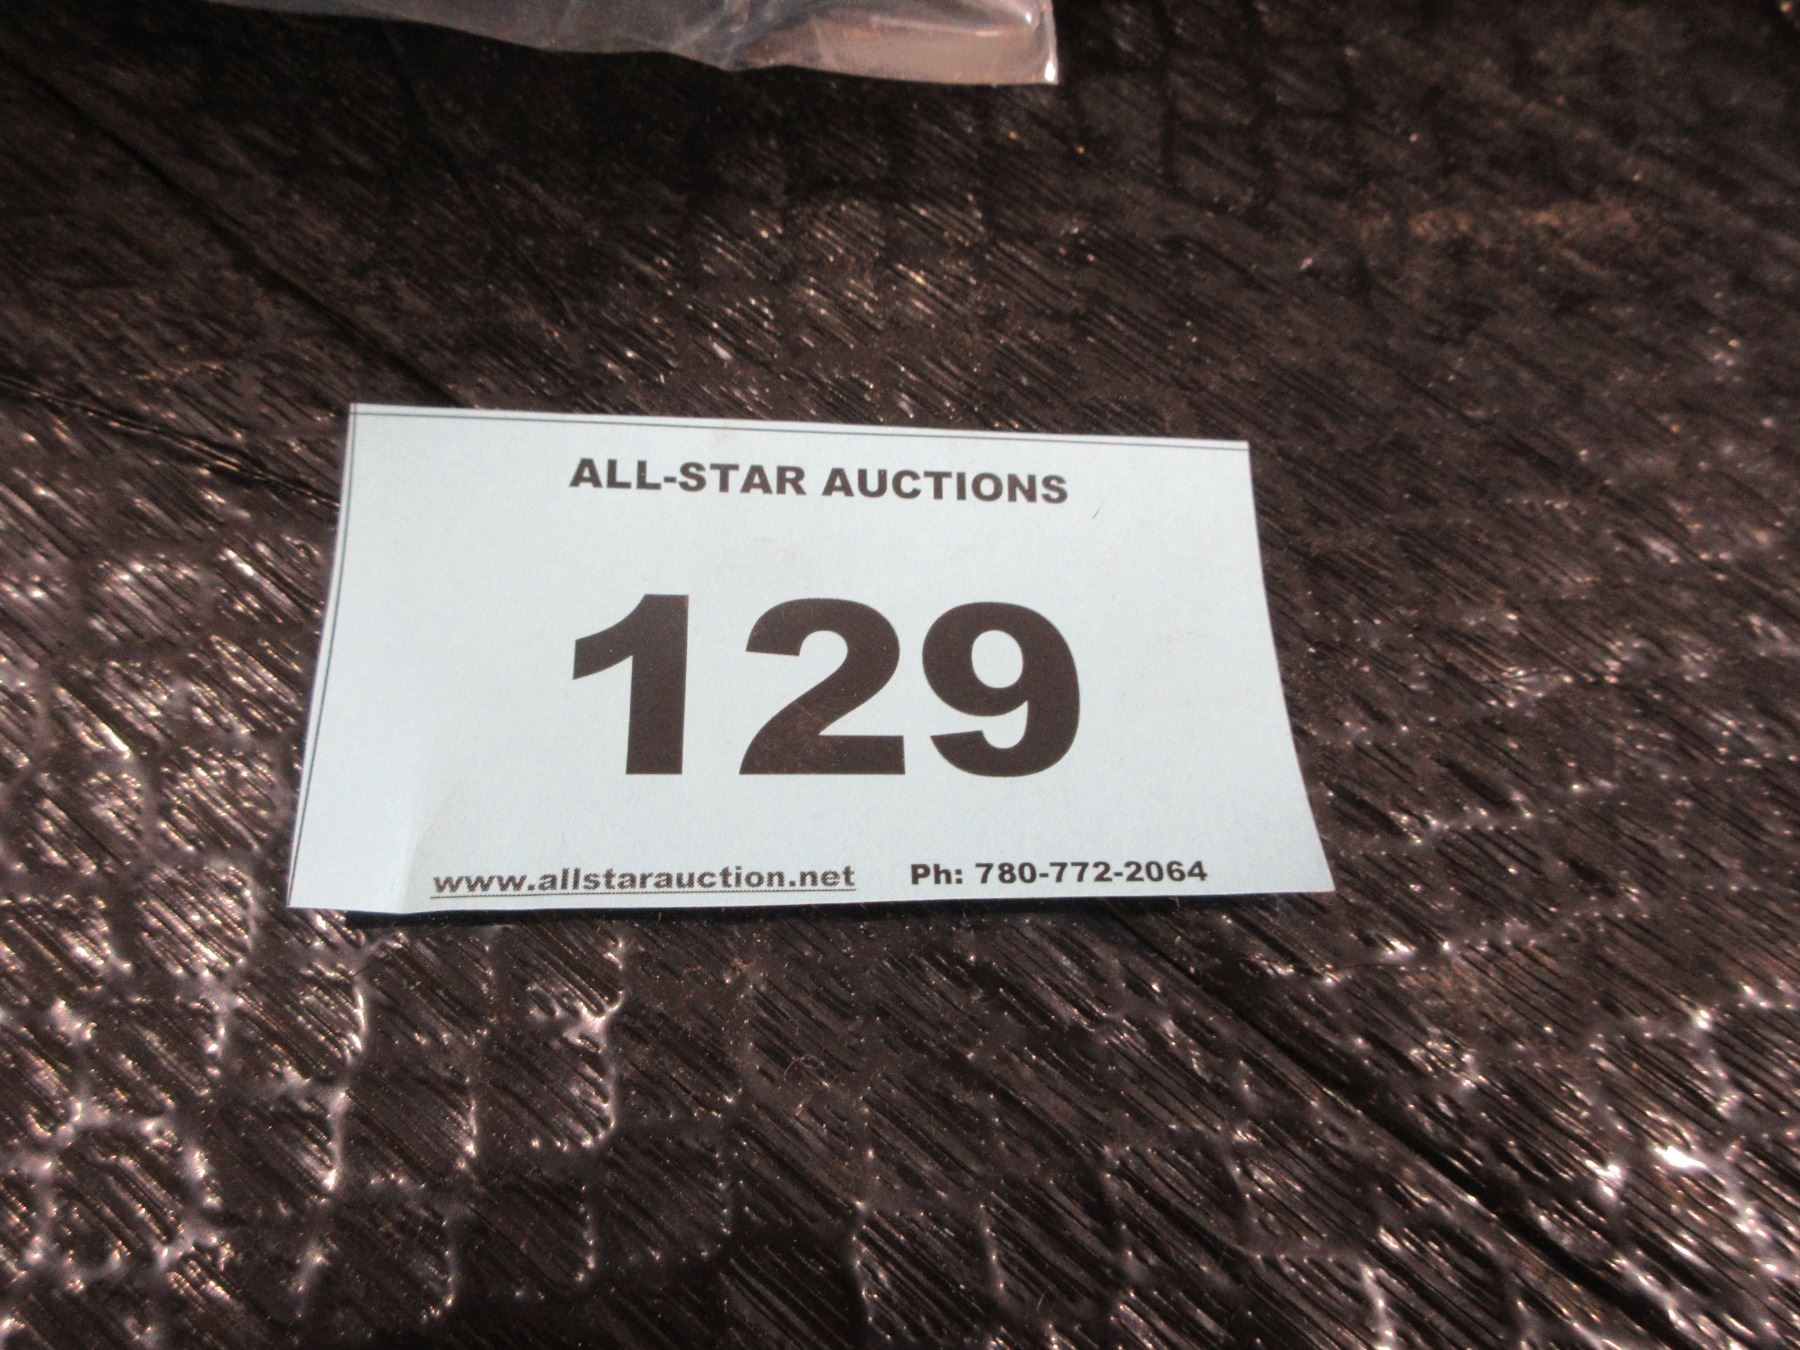 ALL-STAR AUCTIONS
129
www.allstarauction.net Ph: 780-772-2064